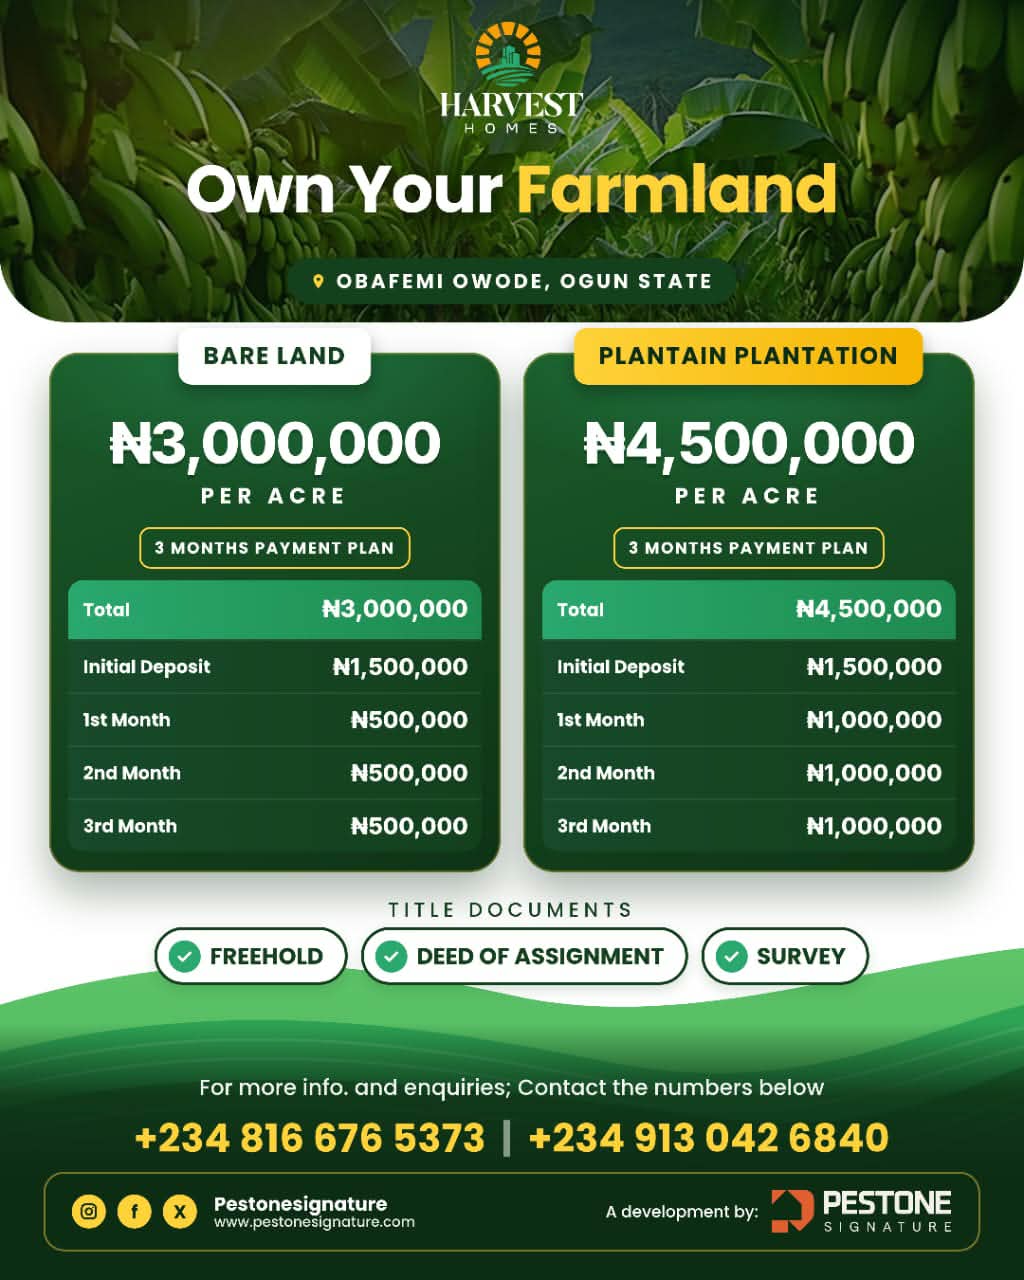 HARVEST
HOMES
Own Your Farmland
OBAFEMI OWODE, OGUN STATE
BARE LAND
₦3,000,000
PER ACRE
3 MONTHS PAYMENT PLAN
Total ₦3,000,000
Initial Deposit ₦1,500,000
1st Month ₦500,000
2nd Month ₦500,000
3rd Month ₦500,000
PLANTAIN PLANTATION
₦4,500,000
PER ACRE
3 MONTHS PAYMENT PLAN
Total ₦4,500,000
Initial Deposit ₦1,500,000
1st Month ₦1,000,000
2nd Month ₦1,000,000
3rd Month ₦1,000,000
TITLE DOCUMENTS
FREEHOLD DEED OF ASSIGNMENT SURVEY
For more info. and enquiries; Contact the numbers below
+234 816 676 5373 | +234 913 042 6840
Pestonesignature
www.pestonesignature.com
A development by: PESTONE
SIGNATURE